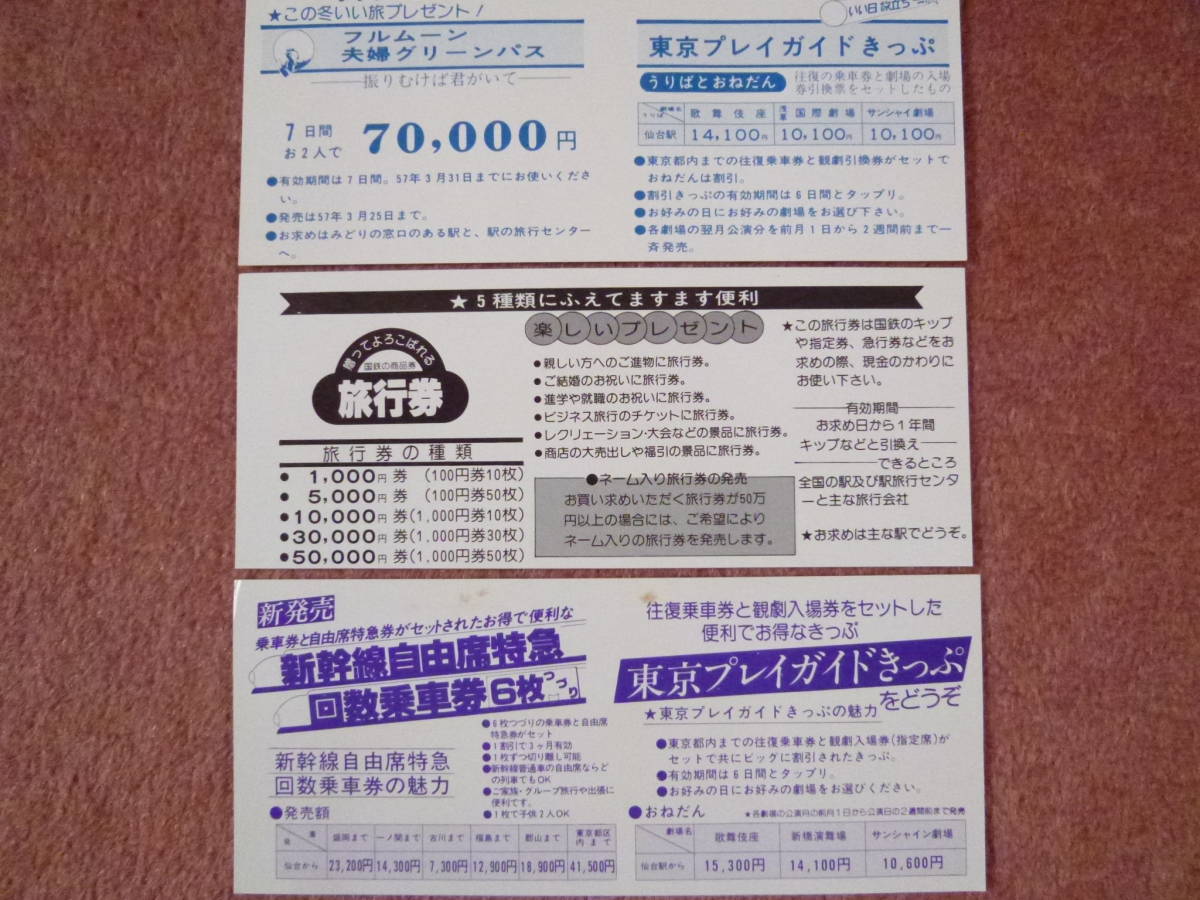 ★この冬いい旅プレゼント！
フルムーン
夫婦グリーンパス
振りむけば君がいて
7日間
お2人で
70,000円
●有効期間は7日間。57年3月31日までにお使いください。
●発売は57年3月25日まで。
●お求めはみどりの窓口のある駅と、駅の旅行センターへ。
東京プレイガイドきっぷ
うりばとおねだん
往復の乗車券と劇場の入場
券引換票をセットしたもの
劇場名 歌舞伎座 浅草国際劇場 サンシャイン劇場
仙台駅 14,100円 10,100円 10,100円
●東京都内までの往復乗車券と観劇引換券がセットで
おねだんは割引。
●割引きっぷの有効期間は6日間とタップリ。
●お好みの日にお好みの劇場をお選び下さい。
●各劇場の翌月公演分を前月1日から2週間前まで一
斉発売。
★5種類にふえてますます便利
贈ってよろこばれる
国鉄の商品券
旅行券
旅行券の種類
● 1,000円券(100円券10枚)
● 5,000円券(100円券50枚)
●10,000円券(1,000円券10枚)
●30,000円券(1,000円券30枚)
●50,000円券(1,000円券50枚)
楽しいプレゼント
●親しい方へのご進物に旅行券。
●ご結婚のお祝いに旅行券。
●進学や就職のお祝いに旅行券。
●ビジネス旅行のチケットに旅行券。
●レクリェーション・大会などの景品に旅行券。
●商店の大売出しや福引の景品に旅行券。
●ネーム入り旅行券の発売
お買い求めいただく旅行券が50万
円以上の場合には、ご希望により
ネーム入りの旅行券を発売します。
★この旅行券は国鉄のキップ
や指定券、急行券などをお
求めの際、現金のかわりに
お使い下さい。
有効期間
お求め日から1年間
キップなどと引換え
できるところ
全国の駅及び駅旅行センタ
ーと主な旅行会社
★お求めは主な駅でどうぞ。
新発売
乗車券と自由席特急券がセットされたお得で便利な
新幹線自由席特急
回数乗車券6枚つづり
新幹線自由席特急
回数乗車券の魅力
●6枚つづりの乗車券と自由席
特急券がセット
●1割引で3ヶ月有効
●1枚ずつ切り離し可能
●新幹線普通車の自由席ならど
の列車でもOK
●ご家族・グループ旅行や出張に
便利です。
●1枚で子供2人OK
●発売額
発 着 盛岡まで 一ノ関まで 古川まで 福島まで 郡山まで 東京都区内まで
仙台から 23,200円 14,300円 7,300円 12,900円 18,900円 41,500円
往復乗車券と観劇入場券をセットした
便利でお得なきっぷ
東京プレイガイドきっぷ
をどうぞ
★東京プレイガイドきっぷの魅力
●東京都内までの往復乗車券と観劇入場券(指定席)が
セットで共にビッグに割引されたきっぷ。
●有効期間は6日間とタップリ。
●お好みの日にお好みの劇場をお選びください。
●おねだん
★各劇場の公演月の前月1日から公演日の2週間前まで発売
劇場名 歌舞伎座 新橋演舞場 サンシャイン劇場
仙台駅から 15,300円 14,100円 10,600円